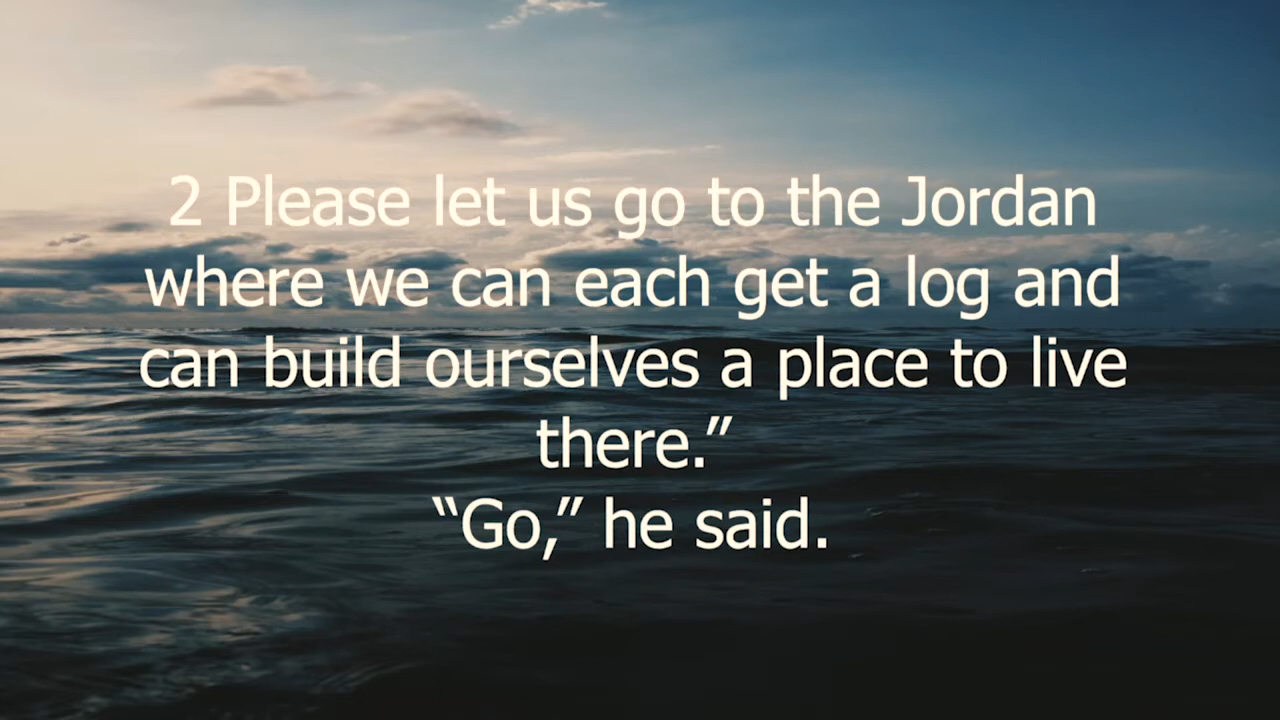 2 Please let us go to the Jordan
where we can each get a log and
can build ourselves a place to live
there.”
“Go,” he said.